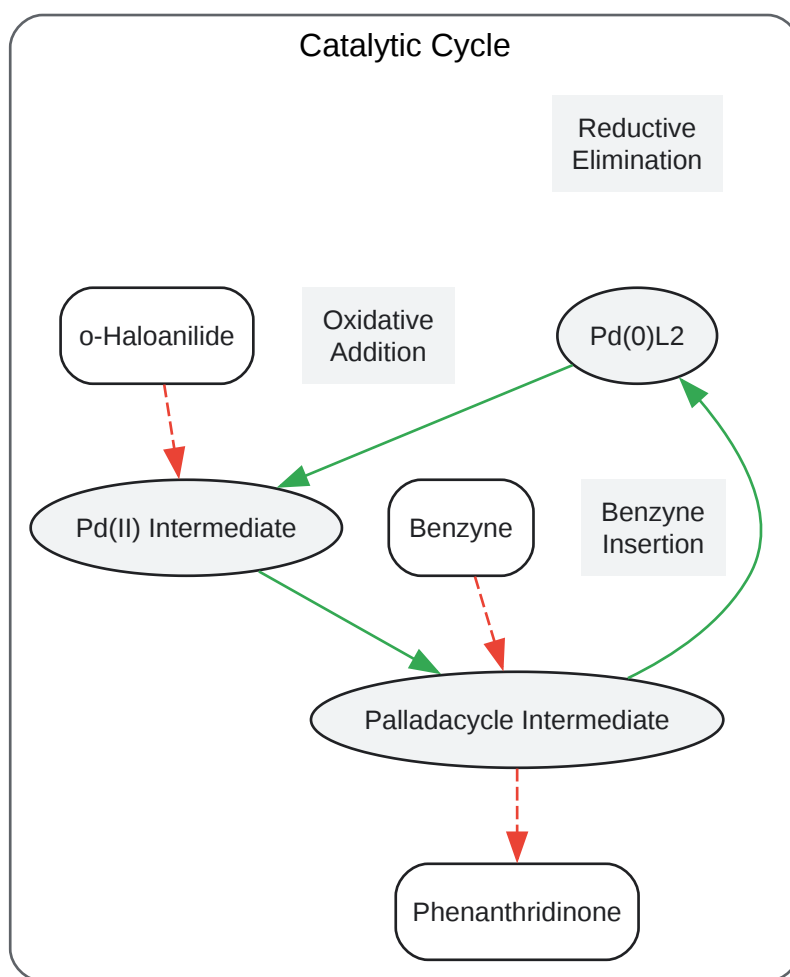 Catalytic Cycle
Reductive
Elimination
o-Haloanilide
Oxidative
Addition
Pd(0)L2
Pd(II) Intermediate
Benzyne
Benzyne
Insertion
Palladacycle Intermediate
Phenanthridinone